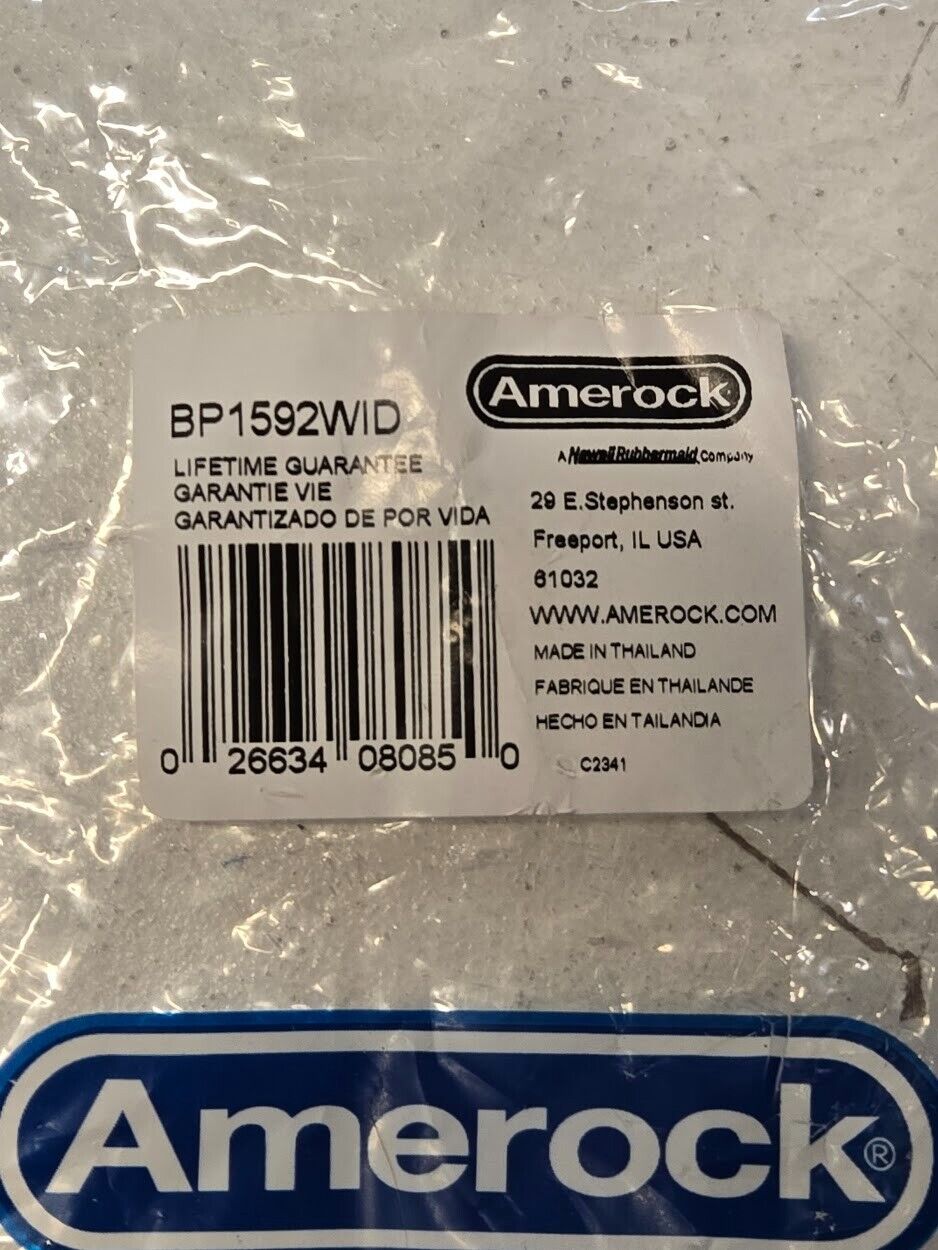 BP1592WID
LIFETIME GUARANTEE
GARANTIE VIE
GARANTIZADO DE POR VIDA
0 26634 08085 0
Amerock
A Newell Rubbermaid Company
29 E.Stephenson st.
Freeport, IL USA
61032
WWW.AMEROCK.COM
MADE IN THAILAND
FABRIQUE EN THAILANDE
HECHO EN TAILANDIA
C2341
Amerock®